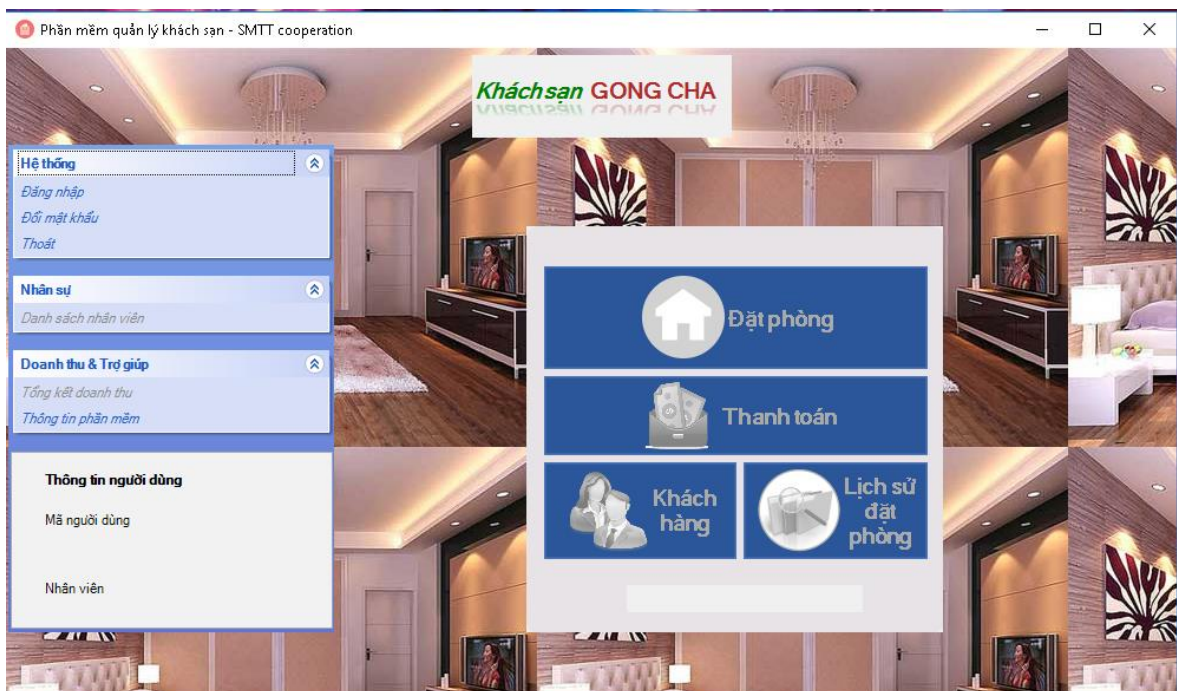 Phần mềm quản lý khách sạn - SMTT cooperation
Khách sạn GONG CHA
Hệ thống
Đăng nhập
Đổi mật khẩu
Thoát
Nhân sự
Danh sách nhân viên
Doanh thu & Trợ giúp
Tổng kết doanh thu
Thông tin phần mềm
Thông tin người dùng
Mã người dùng
Nhân viên
Đặt phòng
Thanh toán
Khách
hàng
Lịch sử
đặt
phòng